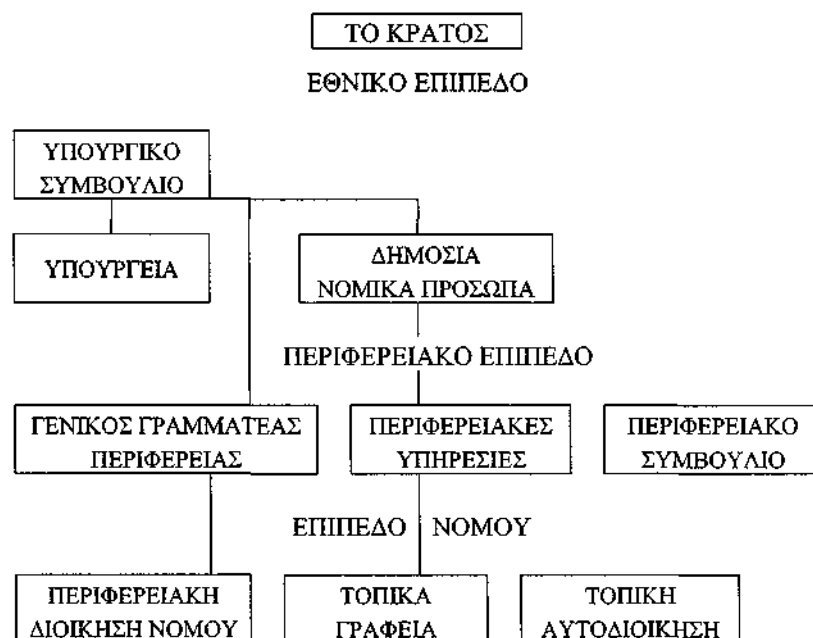 ΤΟ ΚΡΑΤΟΣ
ΕΘΝΙΚΟ ΕΠΙΠΕΔΟ
ΥΠΟΥΡΓΙΚΟ
ΣΥΜΒΟΥΛΙΟ
ΥΠΟΥΡΓΕΙΑ
ΔΗΜΟΣΙΑ
ΝΟΜΙΚΑ ΠΡΟΣΩΠΑ
ΠΕΡΙΦΕΡΕΙΑΚΟ ΕΠΙΠΕΔΟ
ΓΕΝΙΚΟΣ ΓΡΑΜΜΑΤΕΑΣ
ΠΕΡΙΦΕΡΕΙΑΣ
ΠΕΡΙΦΕΡΕΙΑΚΕΣ
ΥΠΗΡΕΣΙΕΣ
ΠΕΡΙΦΕΡΕΙΑΚΟ
ΣΥΜΒΟΥΛΙΟ
ΕΠΙΠΕΔΟ ΝΟΜΟΥ
ΠΕΡΙΦΕΡΕΙΑΚΗ
ΔΙΟΙΚΗΣΗ ΝΟΜΟΥ
ΤΟΠΙΚΑ
ΓΡΑΦΕΙΑ
ΤΟΠΙΚΗ
ΑΥΤΟΔΙΟΙΚΗΣΗ